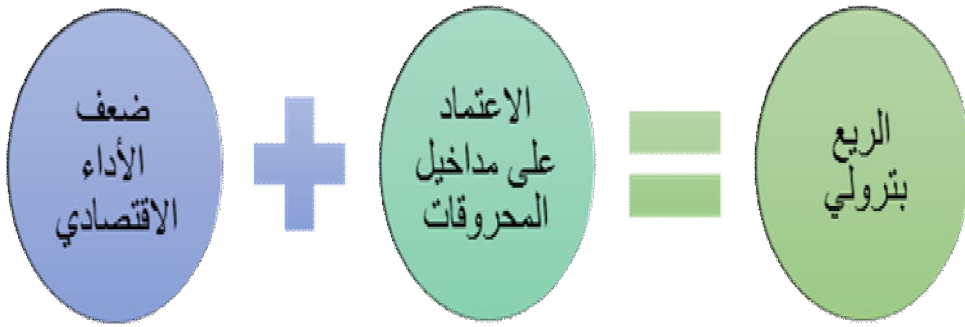 ضعف
الأداء
الاقتصادي
+
الاعتماد
على مداخيل
المحروقات
=
الريع
بترولي